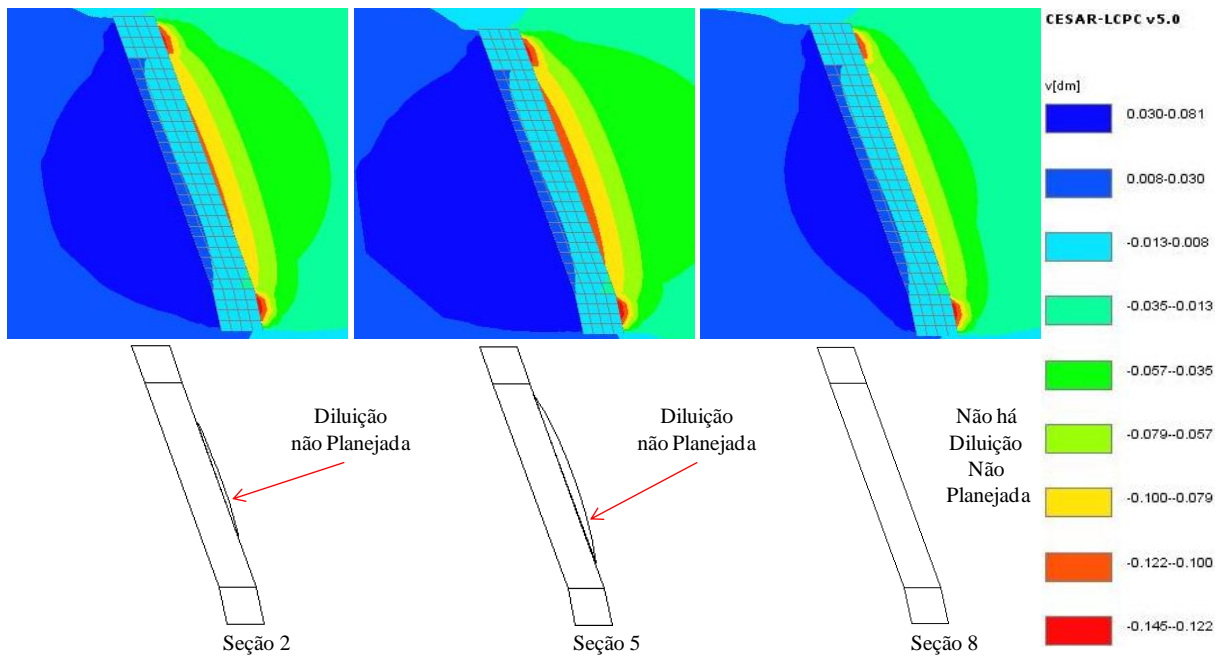 CESAR-LCPC v5.0
v[dm]
0.030-0.081
0.008-0.030
-0.013-0.008
-0.035--0.013
-0.057--0.035
-0.079--0.057
-0.100--0.079
-0.122--0.100
-0.145--0.122
Diluição
não Planejada
Seção 2
Diluição
não Planejada
Seção 5
Não há
Diluição
Não
Planejada
Seção 8